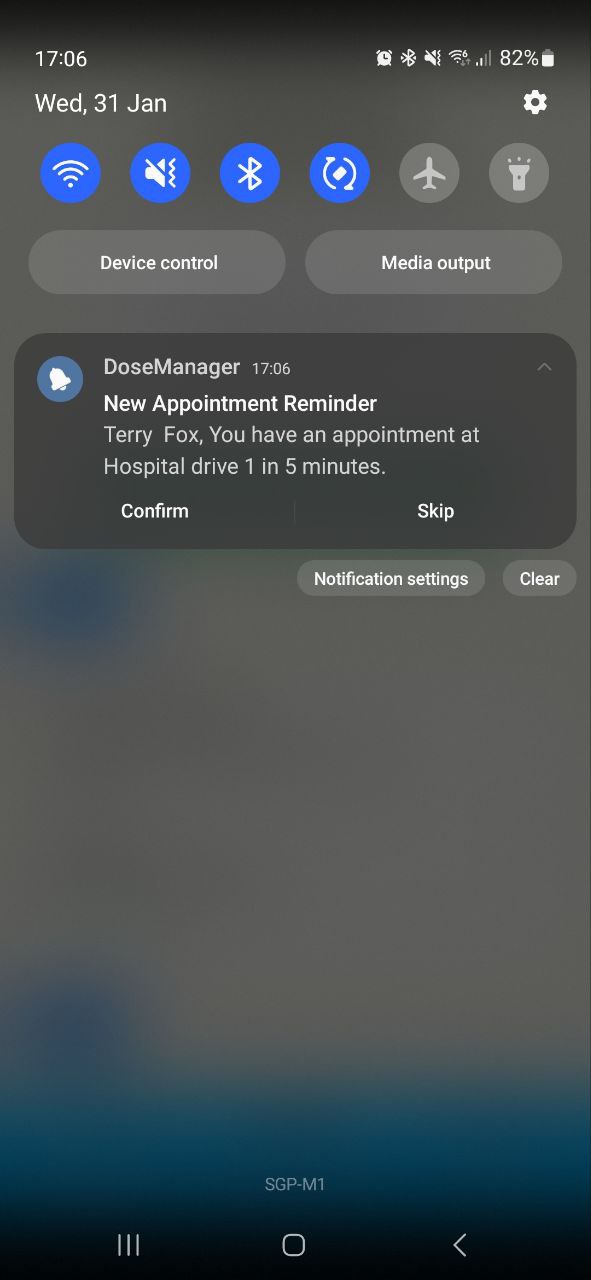 17:06 82%
Wed, 31 Jan
Device control Media output
DoseManager 17:06
New Appointment Reminder
Terry  Fox, You have an appointment at
Hospital drive 1 in 5 minutes.
Confirm Skip
Notification settings Clear
SGP-M1